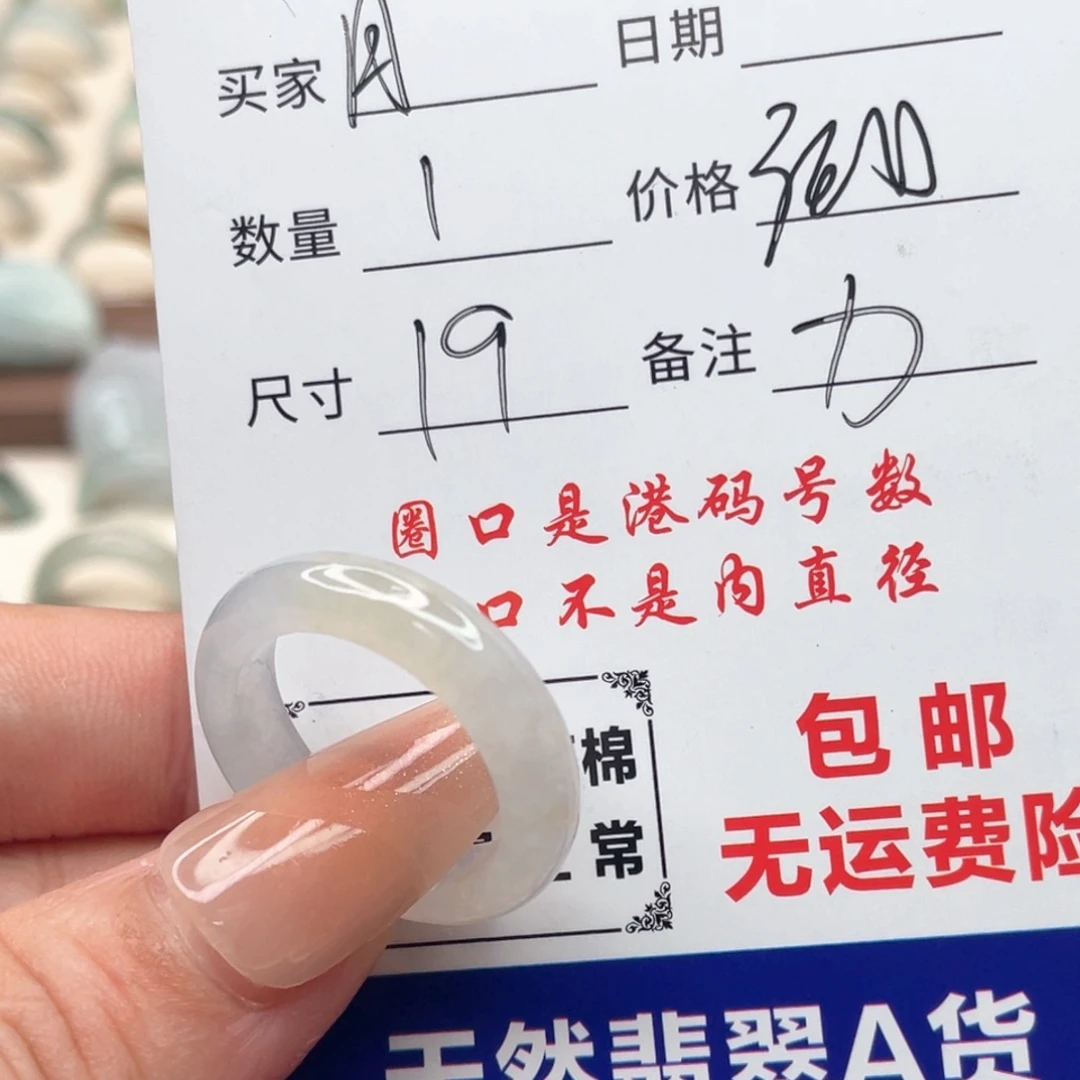 买家 日期
数量 1 价格
尺寸 19 备注 力
圈口是港码号数
口不是内直径
棉
常
包邮
无运费险
天然翡翠A货